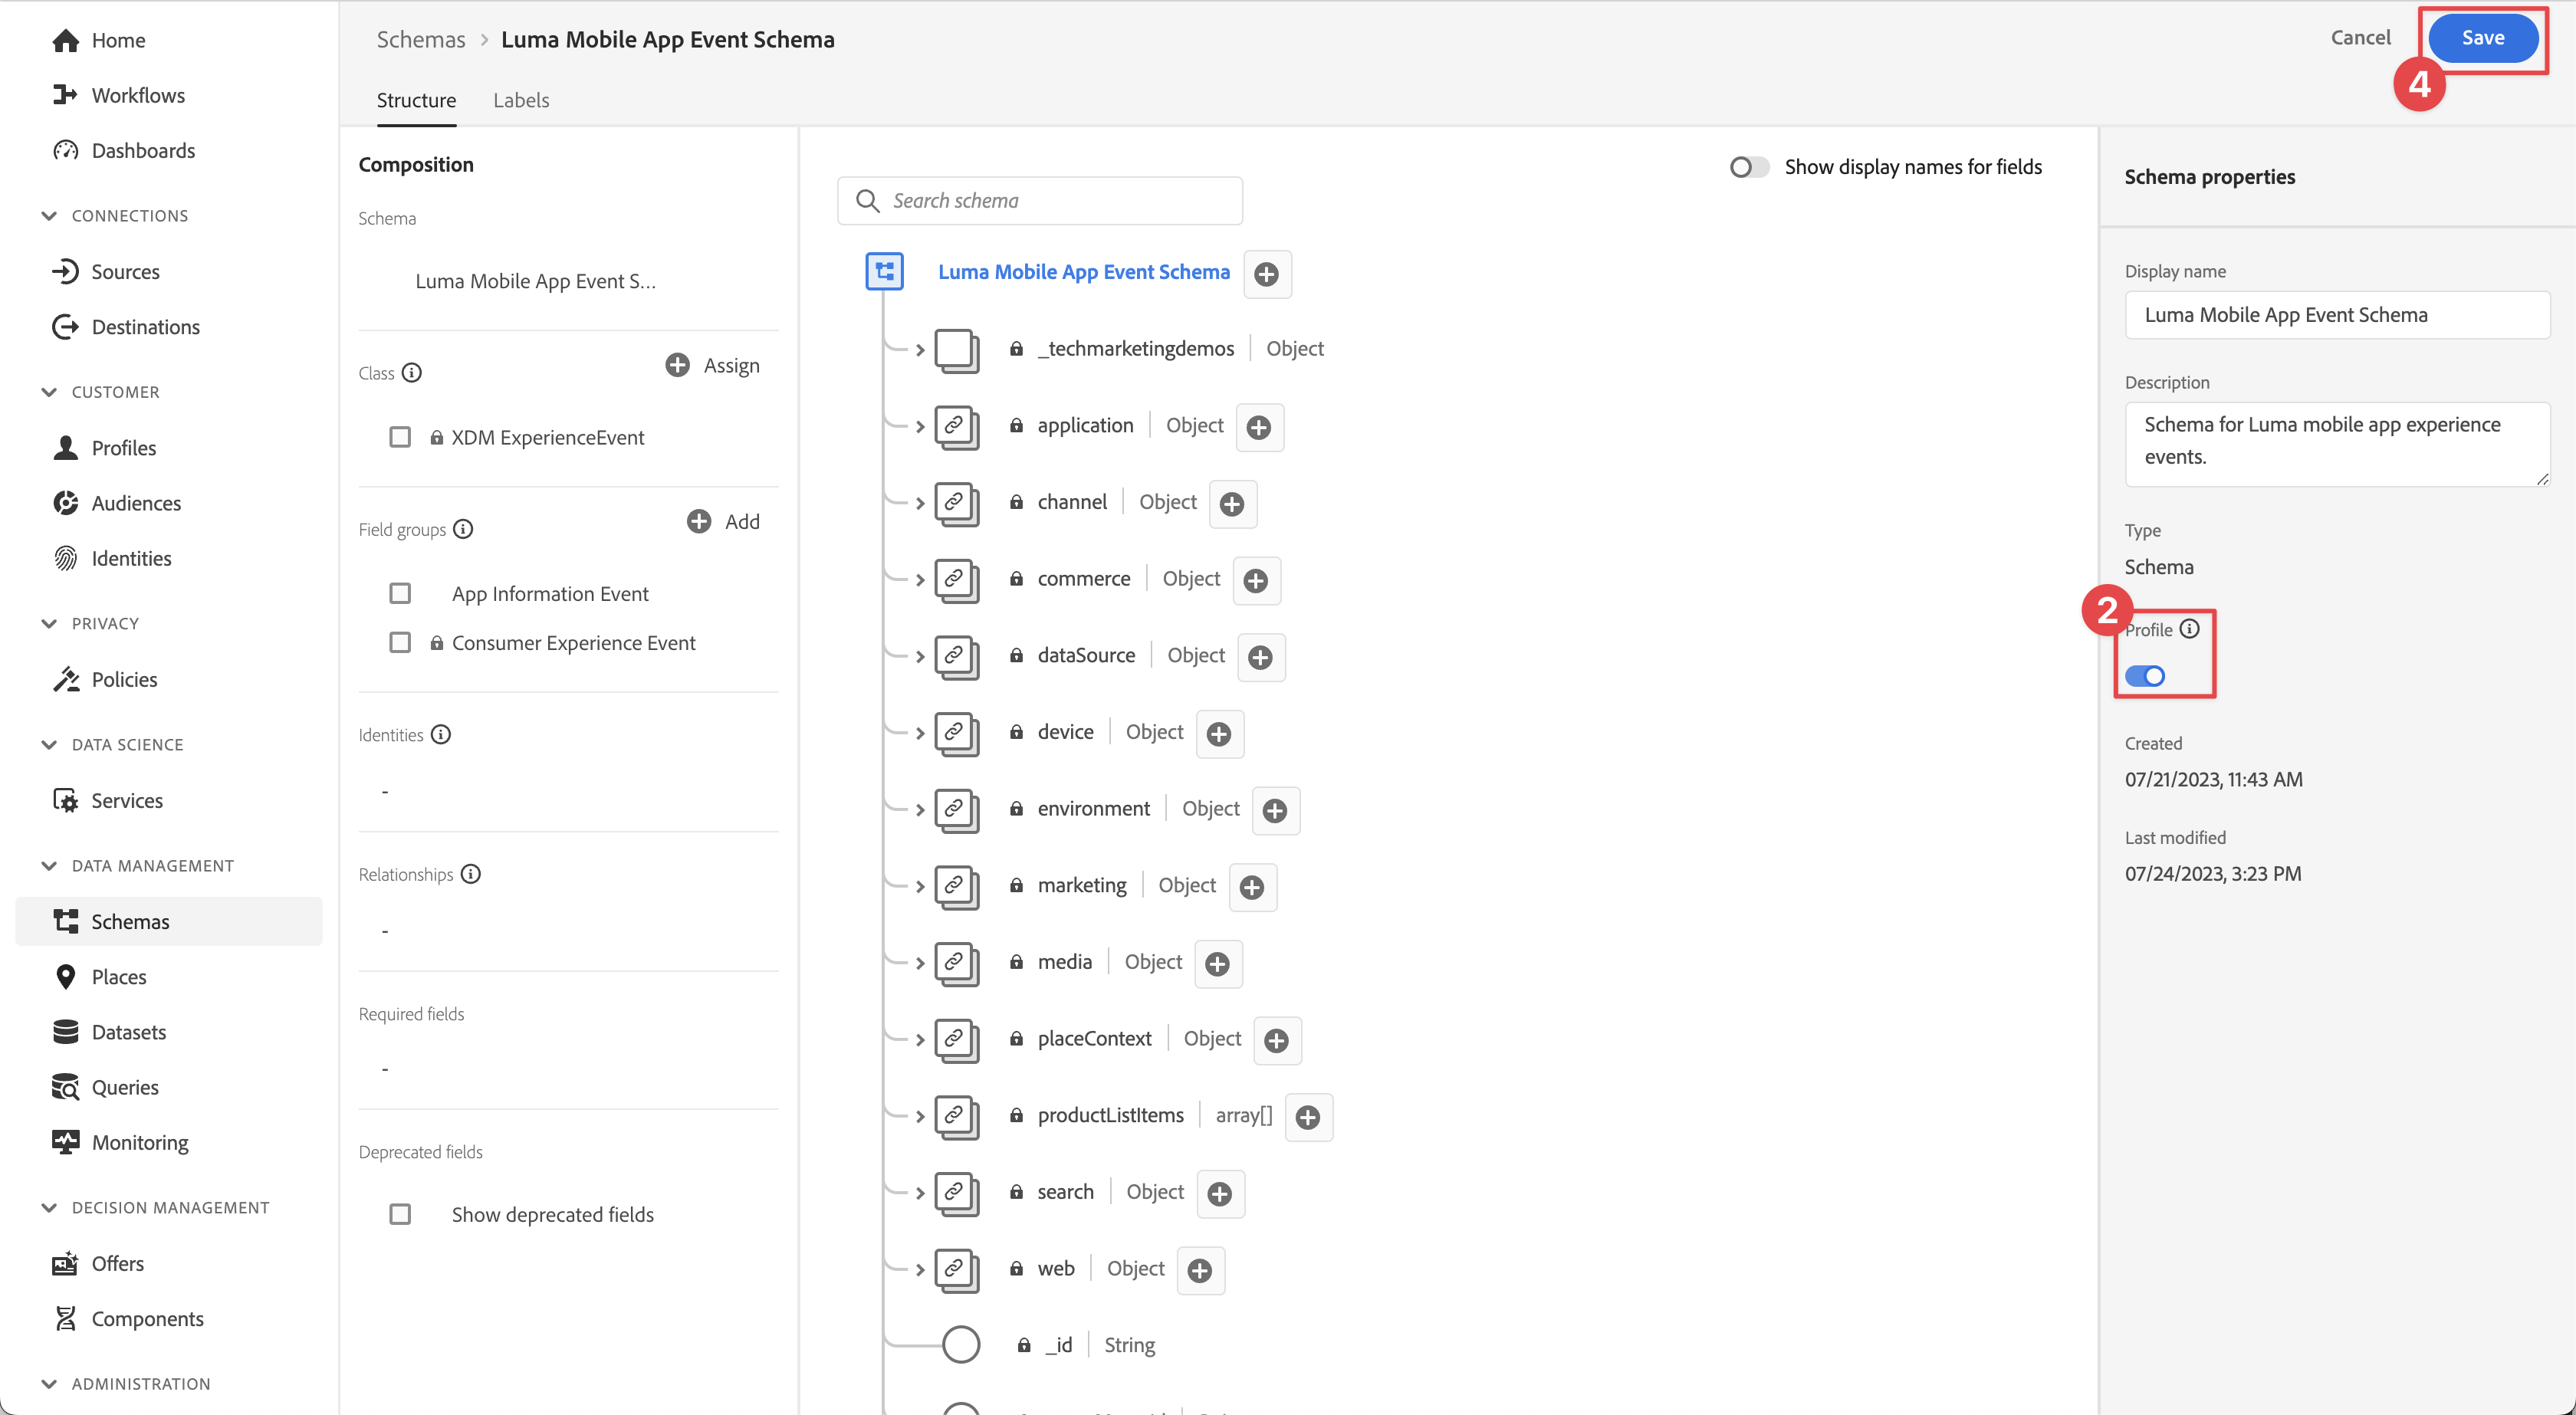 Home
Workflows
Dashboards
CONNECTIONS
Sources
Destinations
CUSTOMER
Profiles
Audiences
Identities
PRIVACY
Policies
DATA SCIENCE
Services
DATA MANAGEMENT
Schemas
Places
Datasets
Queries
Monitoring
DECISION MANAGEMENT
Offers
Components
ADMINISTRATION
Schemas > Luma Mobile App Event Schema
Cancel
Save
4
Structure
Labels
Composition
Schema
Luma Mobile App Event S...
Class
Assign
XDM ExperienceEvent
Field groups
Add
App Information Event
Consumer Experience Event
Identities
-
Relationships
-
Required fields
-
Deprecated fields
Show deprecated fields
Show display names for fields
Search schema
Luma Mobile App Event Schema
_techmarketingdemos | Object
application | Object
channel | Object
commerce | Object
dataSource | Object
device | Object
environment | Object
marketing | Object
media | Object
placeContext | Object
productListItems | array[]
search | Object
web | Object
_id | String
Schema properties
Display name
Luma Mobile App Event Schema
Description
Schema for Luma mobile app experience
events.
Type
Schema
2
Profile
Created
07/21/2023, 11:43 AM
Last modified
07/24/2023, 3:23 PM